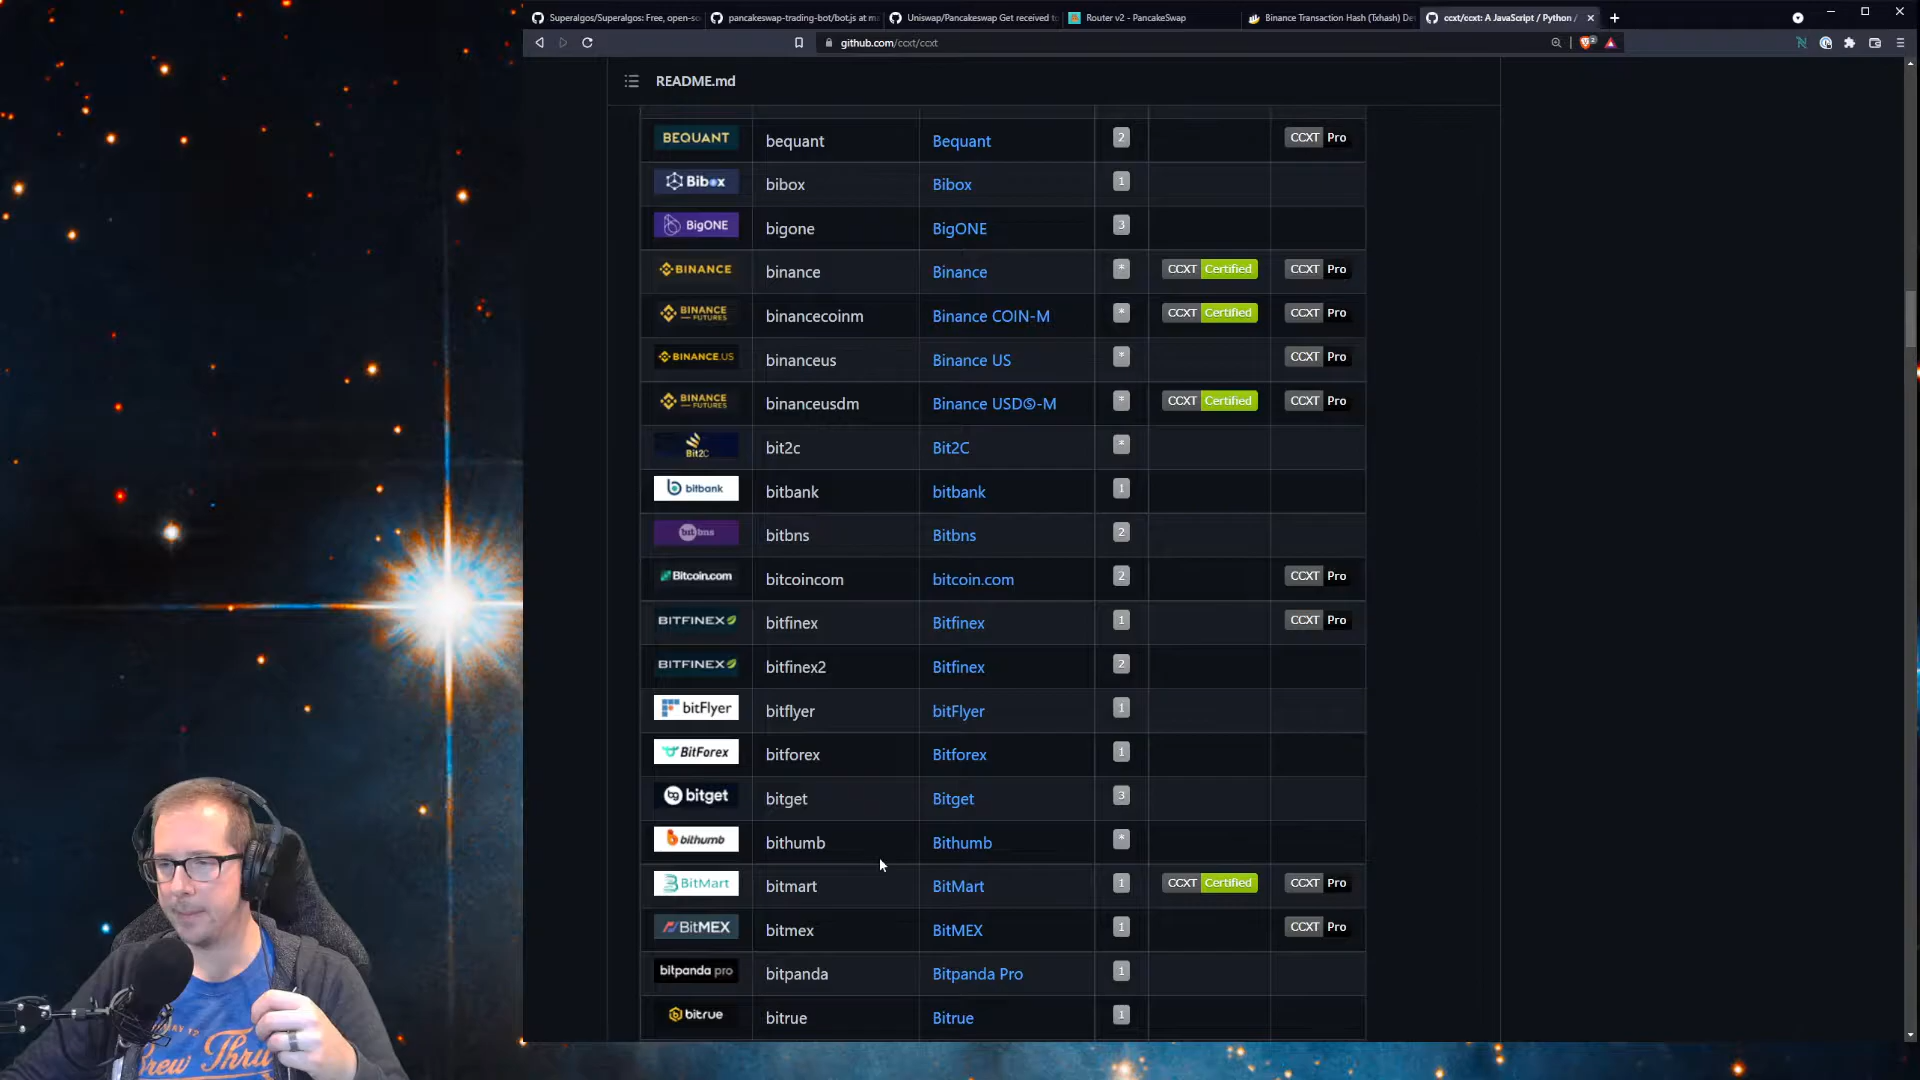 Superalgos/Superalgos: Free, open-so
pancakeswap-trading-bot/bot.js at m
Uniswap/Pancakeswap Get received to
Router v2 - PancakeSwap
Binance Transaction Hash (Txhash) De
ccxt/ccxt: A JavaScript / Python /
github.com/ccxt/ccxt
README.md
BEQUANT bequant Bequant 2 CCXT Pro
Bibox bibox Bibox 1
BigONE bigone BigONE 3
BINANCE binance Binance * CCXT Certified CCXT Pro
BINANCE FUTURES binancecoinm Binance COIN-M * CCXT Certified CCXT Pro
BINANCE.US binanceus Binance US * CCXT Pro
BINANCE FUTURES binanceusdm Binance USDⓈ-M * CCXT Certified CCXT Pro
Bit2C bit2c Bit2C *
bitbank bitbank bitbank 1
bitbns bitbns Bitbns 2
Bitcoin.com bitcoincom bitcoin.com 2 CCXT Pro
BITFINEX bitfinex Bitfinex 1 CCXT Pro
BITFINEX bitfinex2 Bitfinex 2
bitFlyer bitflyer bitFlyer 1
BitForex bitforex Bitforex 1
bitget bitget Bitget 3
bithumb bithumb Bithumb *
BitMart bitmart BitMart 1 CCXT Certified CCXT Pro
BitMEX bitmex BitMEX 1 CCXT Pro
bitpanda pro bitpanda Bitpanda Pro 1
bitrue bitrue Bitrue 1
Brew Thru